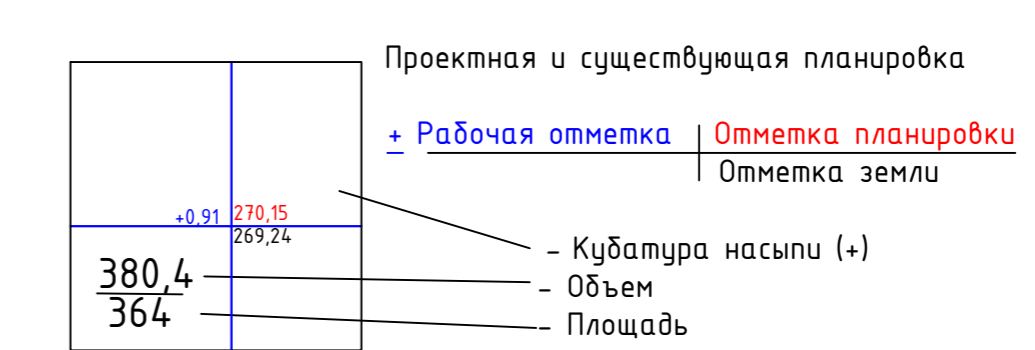 Проектная и существующая планировка
+ Рабочая отметка Отметка планировки
Отметка земли
+0,91 270,15
269,24
- Кубатура насыпи (+)
380,4 - Объем
364 - Площадь